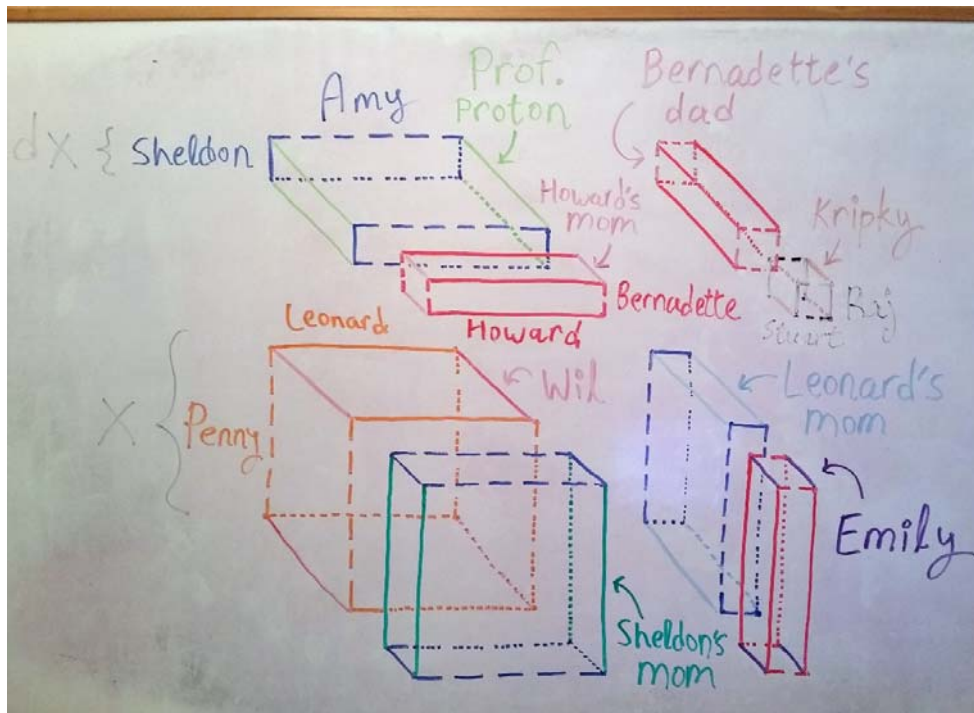 Amy
Prof.
Proton
Bernadette's
dad
dx { Sheldon
Howard's
mom
Kripky
Bernadette
Raj
Stuart
Leonard
Howard
Wil
Leonard's
mom
X {
Penny
Emily
Sheldon's
mom